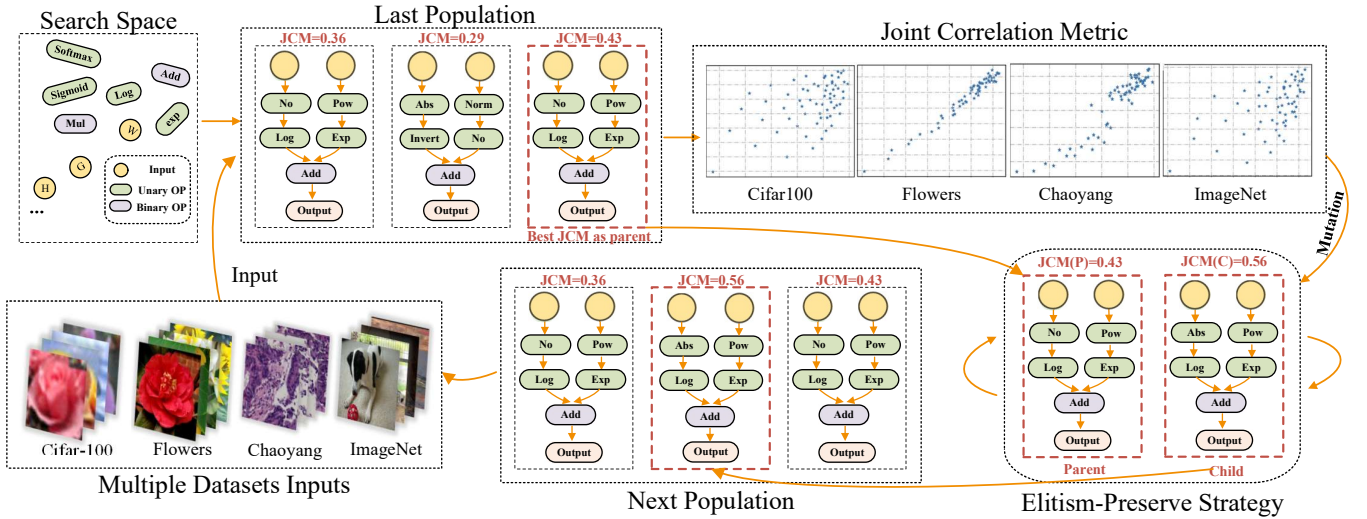 Search Space
Softmax
Add
Sigmoid
Log
exp
Mul
W
G
H
...
Input
Unary OP
Binary OP
Last Population
JCM=0.36
JCM=0.29
JCM=0.43
No
Pow
Abs
Norm
No
Pow
Log
Exp
Invert
No
Log
Exp
Add
Add
Add
Output
Output
Output
Best JCM as parent
Joint Correlation Metric
Cifar100
Flowers
Chaoyang
ImageNet
Mutation
Input
Cifar-100
Flowers
Chaoyang
ImageNet
Multiple Datasets Inputs
JCM=0.36
JCM=0.56
JCM=0.43
No
Pow
Abs
Pow
No
Pow
Log
Exp
Log
Exp
Log
Exp
Add
Add
Add
Output
Output
Output
Next Population
JCM(P)=0.43
JCM(C)=0.56
No
Pow
Abs
Pow
Log
Exp
Log
Exp
Add
Add
Output
Output
Parent
Child
Elitism-Preserve Strategy